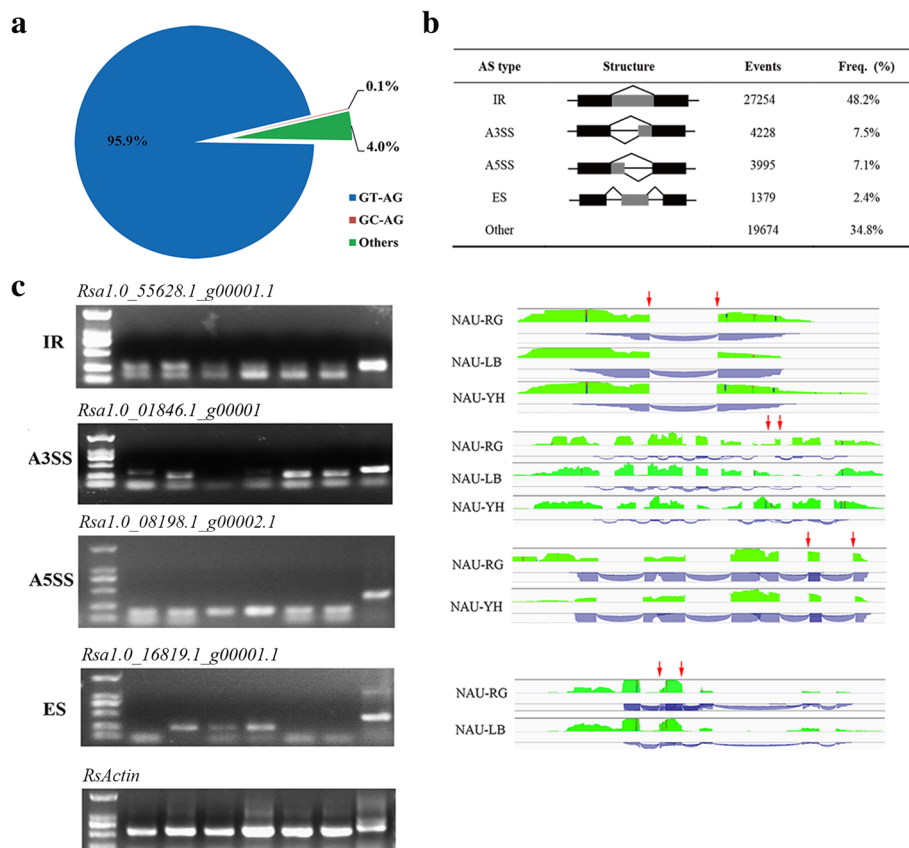 a
95.9%
0.1%
4.0%
GT-AG
GC-AG
Others
b
AS type Structure Events Freq. (%)
IR 27254 48.2%
A3SS 4228 7.5%
A5SS 3995 7.1%
ES 1379 2.4%
Other 19674 34.8%
c
Rsa1.0_55628.1_g00001.1
IR
Rsa1.0_01846.1_g00001
A3SS
Rsa1.0_08198.1_g00002.1
A5SS
Rsa1.0_16819.1_g00001.1
ES
RsActin
NAU-RG
NAU-LB
NAU-YH
NAU-RG
NAU-LB
NAU-YH
NAU-RG
NAU-YH
NAU-RG
NAU-LB